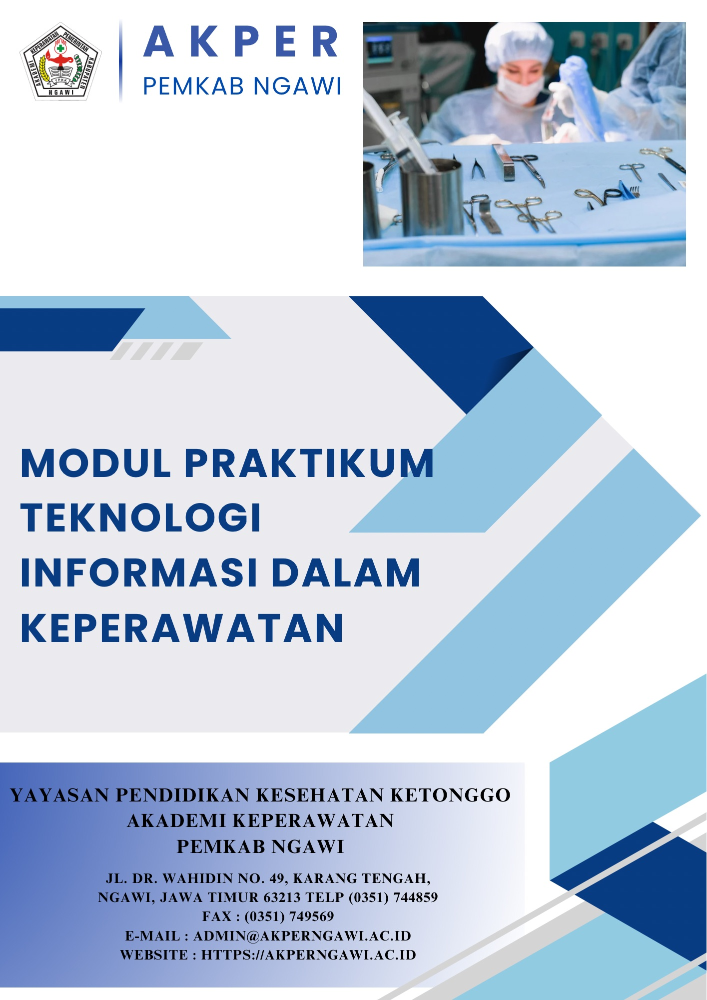 AKADEMI KEPERAWATAN PEMERINTAH KABUPATEN
YPKK
NGAWI
AKPER
PEMKAB NGAWI
MODUL PRAKTIKUM
TEKNOLOGI
INFORMASI DALAM
KEPERAWATAN
YAYASAN PENDIDIKAN KESEHATAN KETONGGO
AKADEMI KEPERAWATAN
PEMKAB NGAWI
JL. DR. WAHIDIN NO. 49, KARANG TENGAH,
NGAWI, JAWA TIMUR 63213 TELP (0351) 744859
FAX : (0351) 749569
E-MAIL : ADMIN@AKPERNGAWI.AC.ID
WEBSITE : HTTPS://AKPERNGAWI.AC.ID